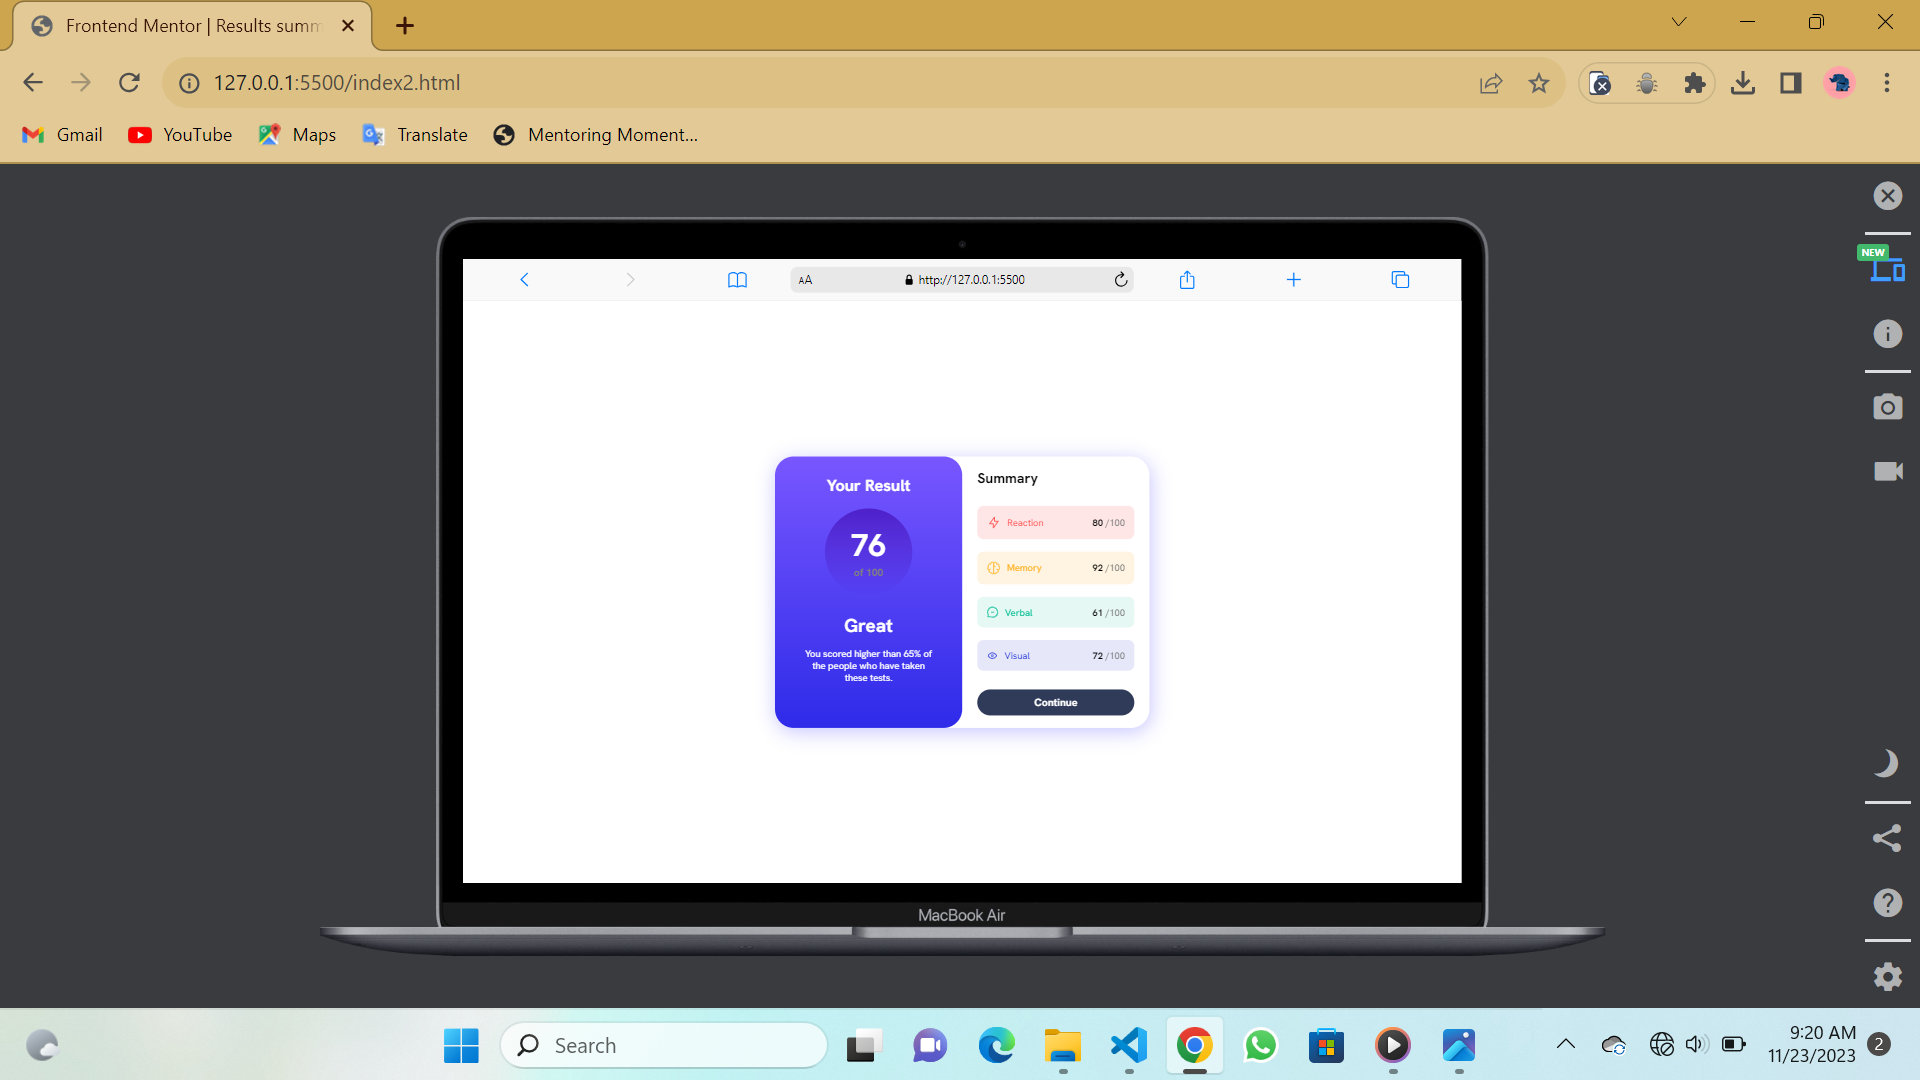 Frontend Mentor | Results summ
127.0.0.1:5500/index2.html
Gmail
YouTube
Maps
Translate
Mentoring Moment...
NEW
AA
http://127.0.0.1:5500
Your Result
76
of 100
Great
You scored higher than 65% of
the people who have taken
these tests.
Summary
Reaction 80 /100
Memory 92 /100
Verbal 61 /100
Visual 72 /100
Continue
MacBook Air
Search
9:20 AM
11/23/2023
2